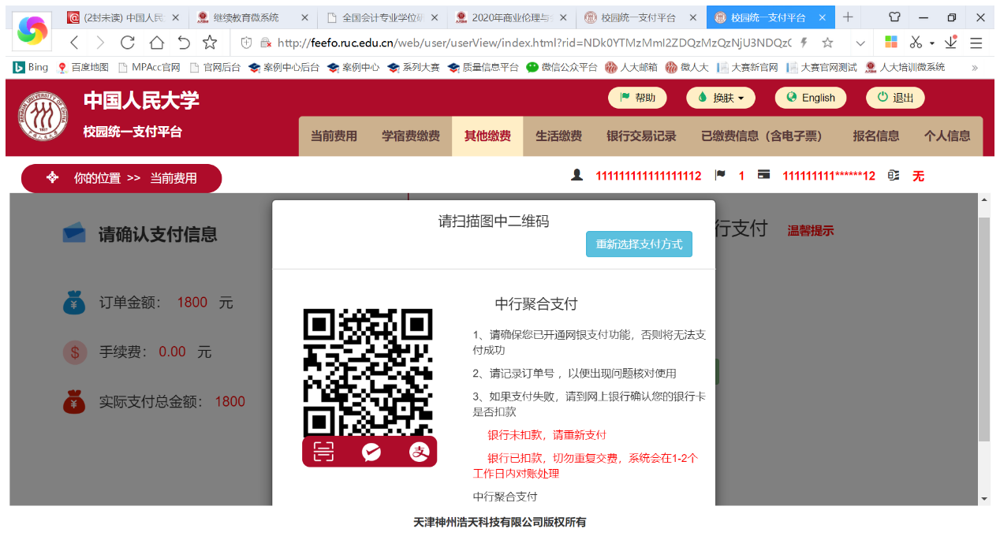 (2封未读) 中国人民
继续教育微系统
全国会计专业学位研
2020年商业伦理与
校园统一支付平台
校园统一支付平台
http://feefo.ruc.edu.cn/web/user/userView/index.html?rid=NDk0YTMzMmI2ZDQzMzQzNjU3NDQzC
Bing 百度地图 MPAcc官网 官网后台 案例中心后台 案例中心 系列大赛 质量信息平台 微信公众平台 人大邮箱 微人大 大赛新官网 大赛官网测试 人大培训微系统 »
中国人民大学
校园统一支付平台
帮助 换肤 English 退出
当前费用 学宿费缴费 其他缴费 生活缴费 银行交易记录 已缴费信息（含电子票） 报名信息 个人信息
你的位置 >> 当前费用
111111111111111112 1 111111111******12 无
请确认支付信息
订单金额： 1800 元
手续费： 0.00 元
实际支付总金额： 1800
请扫描图中二维码
重新选择支付方式
行支付 温馨提示
中行聚合支付
1、请确保您已开通网银支付功能，否则将无法支
付成功
2、请记录订单号 ，以便出现问题核对使用
3、如果支付失败，请到网上银行确认您的银行卡
是否扣款
银行未扣款，请重新支付
银行已扣款，切勿重复交费，系统会在1-2个
工作日内对账处理
中行聚合支付
支
天津神州浩天科技有限公司版权所有